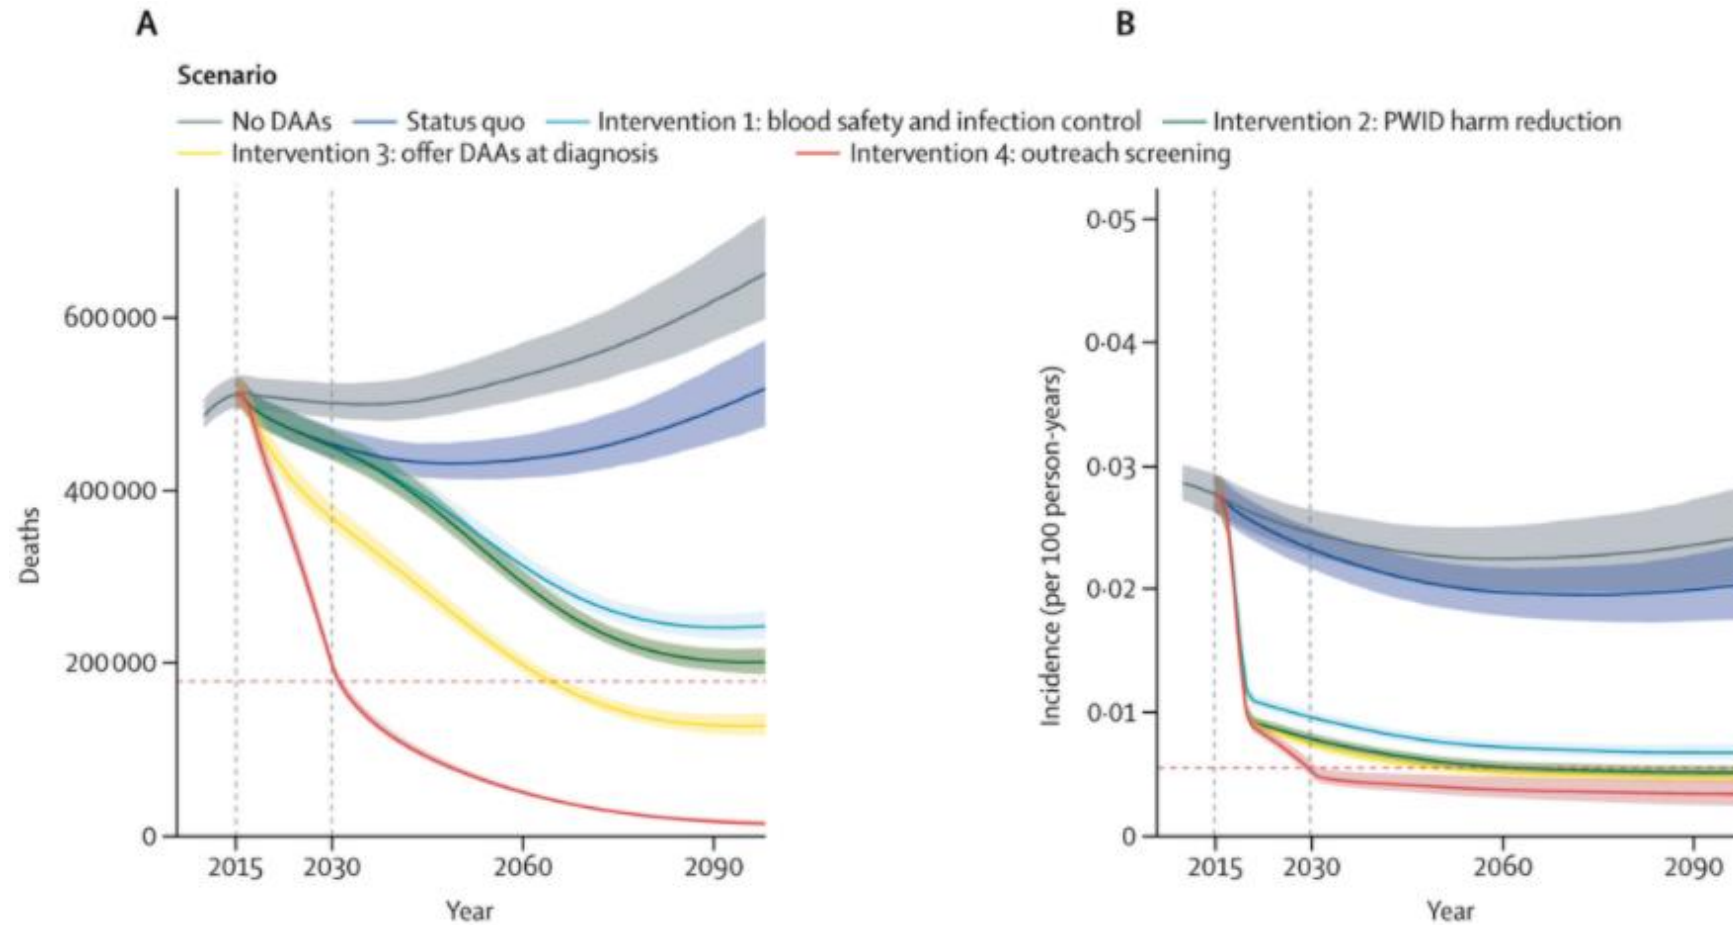 A
B
Scenario
No DAAs Status quo Intervention 1: blood safety and infection control Intervention 2: PWID harm reduction
Intervention 3: offer DAAs at diagnosis Intervention 4: outreach screening
600 000
400 000
200 000
0
Deaths
2015 2030 2060 2090
Year
0·05
0·04
0·03
0·02
0·01
0
Incidence (per 100 person-years)
2015 2030 2060 2090
Year